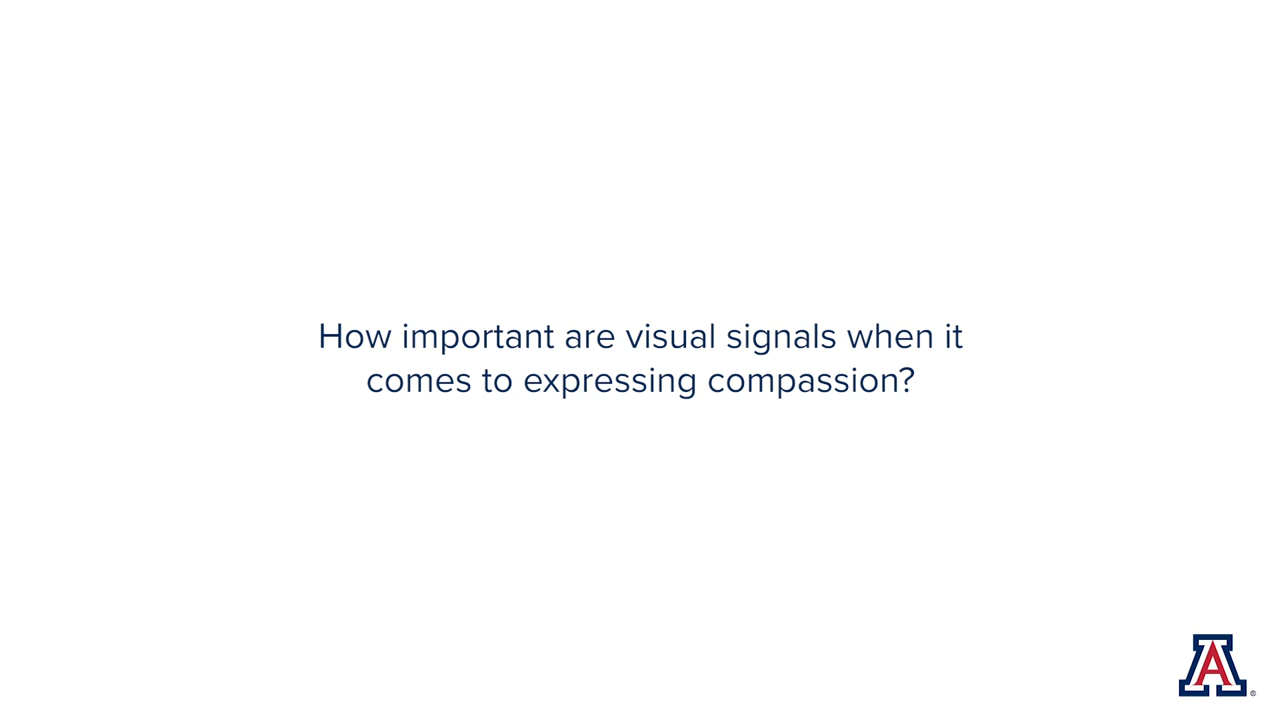 How important are visual signals when it
comes to expressing compassion?
A
®